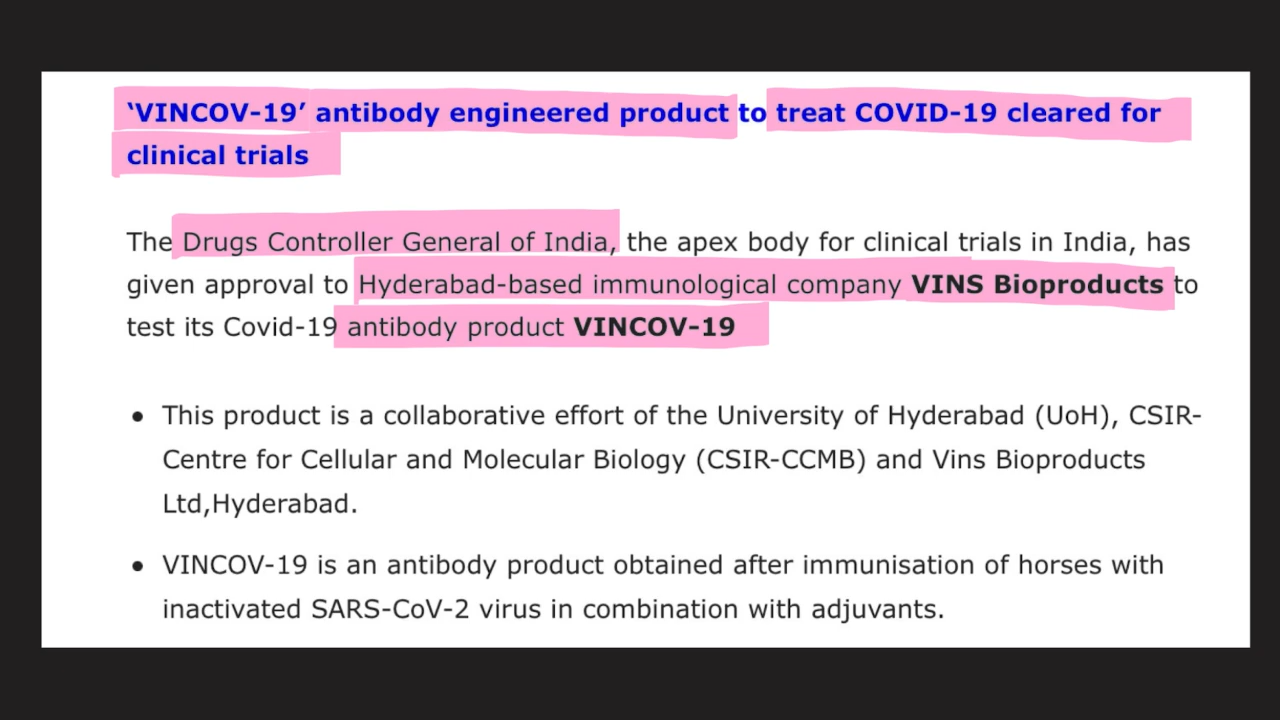 ‘VINCOV-19’ antibody engineered product to treat COVID-19 cleared for
clinical trials
The Drugs Controller General of India, the apex body for clinical trials in India, has
given approval to Hyderabad-based immunological company VINS Bioproducts to
test its Covid-19 antibody product VINCOV-19
• This product is a collaborative effort of the University of Hyderabad (UoH), CSIR-
Centre for Cellular and Molecular Biology (CSIR-CCMB) and Vins Bioproducts
Ltd,Hyderabad.
• VINCOV-19 is an antibody product obtained after immunisation of horses with
inactivated SARS-CoV-2 virus in combination with adjuvants.